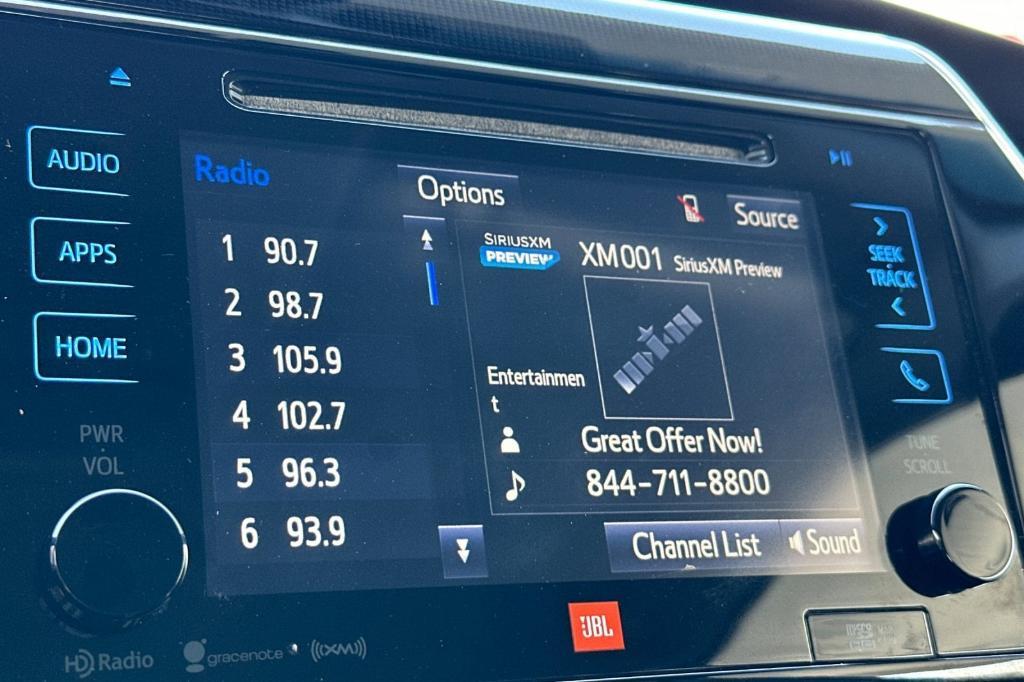 AUDIO
APPS
HOME
PWR
VOL
Radio
Options
Source
1 90.7
2 98.7
3 105.9
4 102.7
5 96.3
6 93.9
SIRIUSXM
PREVIEW
XM001 SiriusXM Preview
Entertainmen
t
Great Offer Now!
844-711-8800
Channel List
Sound
SEEK
TRACK
TUNE
SCROLL
HD Radio
gracenote
((XM))
JBL
micro